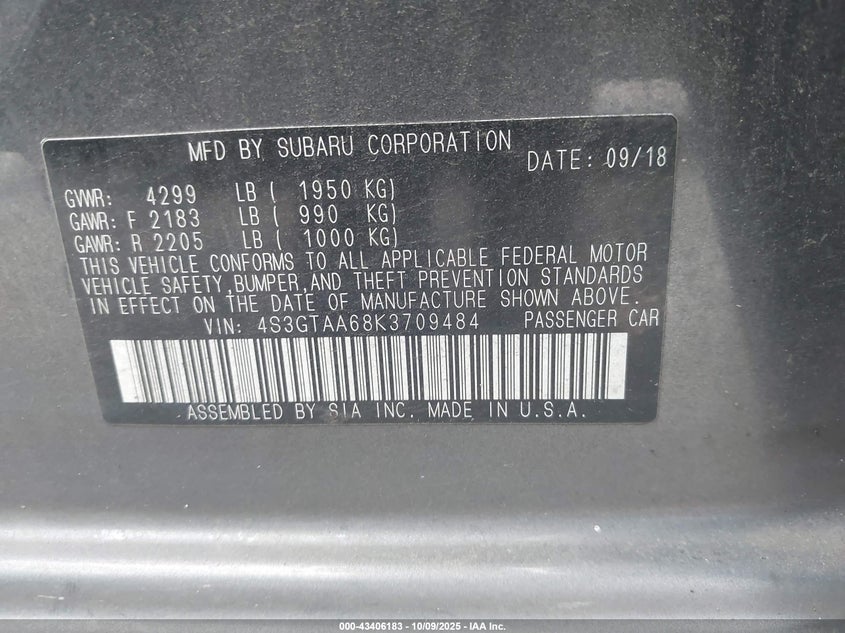 MFD BY SUBARU CORPORATION
DATE: 09/18
GVWR: 4299 LB ( 1950 KG)
GAWR: F 2183 LB ( 990 KG)
GAWR: R 2205 LB ( 1000 KG)
THIS VEHICLE CONFORMS TO ALL APPLICABLE FEDERAL MOTOR
VEHICLE SAFETY,BUMPER,AND THEFT PREVENTION STANDARDS
IN EFFECT ON THE DATE OF MANUFACTURE SHOWN ABOVE.
VIN: 4S3GTAA68K3709484 PASSENGER CAR
ASSEMBLED BY SIA INC. MADE IN U.S.A.
000-43406183 - 10/09/2025 - IAA Inc.